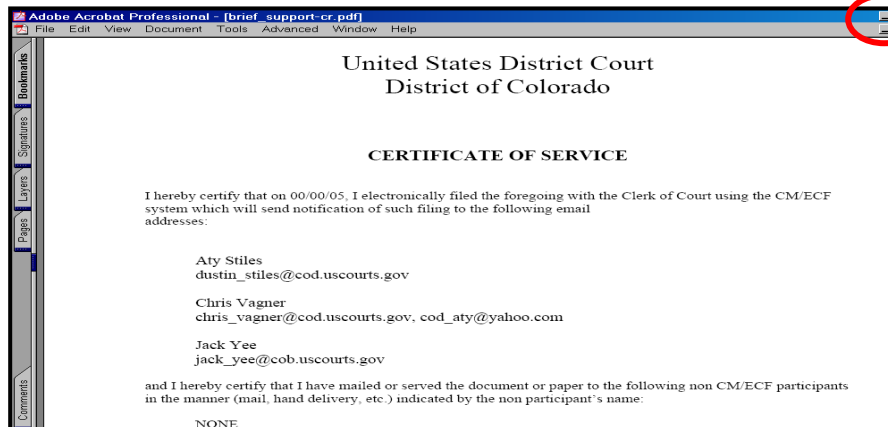 Adobe Acrobat Professional - [brief_support-cr.pdf]
File Edit View Document Tools Advanced Window Help
Bookmarks
Signatures
Layers
Pages
Comments
United States District Court
District of Colorado
CERTIFICATE OF SERVICE
I hereby certify that on 00/00/05, I electronically filed the foregoing with the Clerk of Court using the CM/ECF
system which will send notification of such filing to the following email
addresses:
Aty Stiles
dustin_stiles@cod.uscourts.gov
Chris Vagner
chris_vagner@cod.uscourts.gov, cod_aty@yahoo.com
Jack Yee
jack_yee@cob.uscourts.gov
and I hereby certify that I have mailed or served the document or paper to the following non CM/ECF participants
in the manner (mail, hand delivery, etc.) indicated by the non participant's name:
NONE